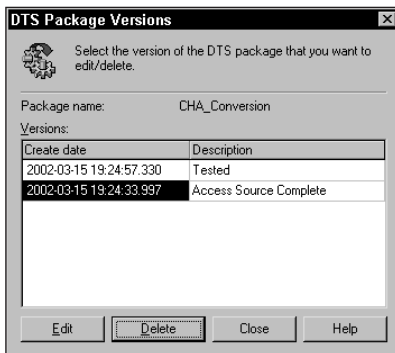 DTS Package Versions
Select the version of the DTS package that you want to
edit/delete.
Package name: CHA_Conversion
Versions:
Create date Description
2002-03-15 19:24:57.330 Tested
2002-03-15 19:24:33.997 Access Source Complete
Edit Delete Close Help